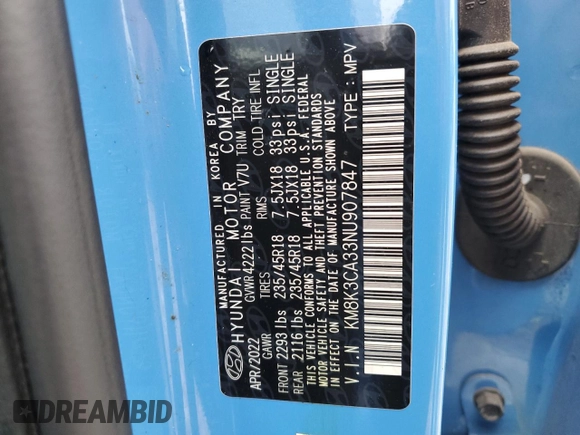 MANUFACTURED IN KOREA BY
HYUNDAI MOTOR COMPANY
APR/2022 GVWR 4222 lbs PAINT V7U TRIM TRY
GAWR TIRES RIMS COLD TIRE INFL
FRONT 2293 lbs 235/45R18 7.5JX18 33psi SINGLE
REAR 2116 lbs 235/45R18 7.5JX18 33psi SINGLE
THIS VEHICLE CONFORMS TO ALL APPLICABLE U.S.A. FEDERAL
MOTOR VEHICLE SAFETY AND THEFT PREVENTION STANDARDS
IN EFFECT ON THE DATE OF MANUFACTURE SHOWN ABOVE
V.I.N KM8K3CA33NU907847 TYPE : MPV
DREAMBID